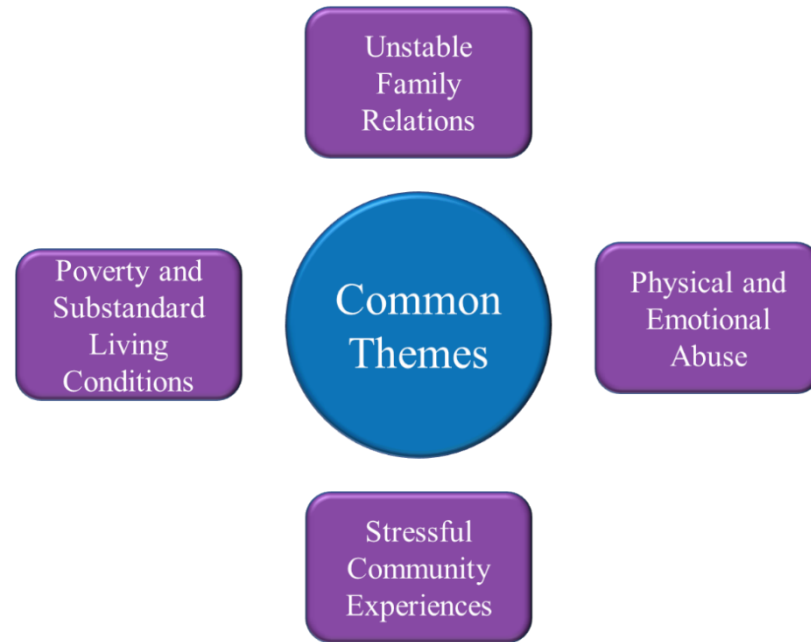 Unstable
Family
Relations
Poverty and
Substandard
Living
Conditions
Common
Themes
Physical and
Emotional
Abuse
Stressful
Community
Experiences